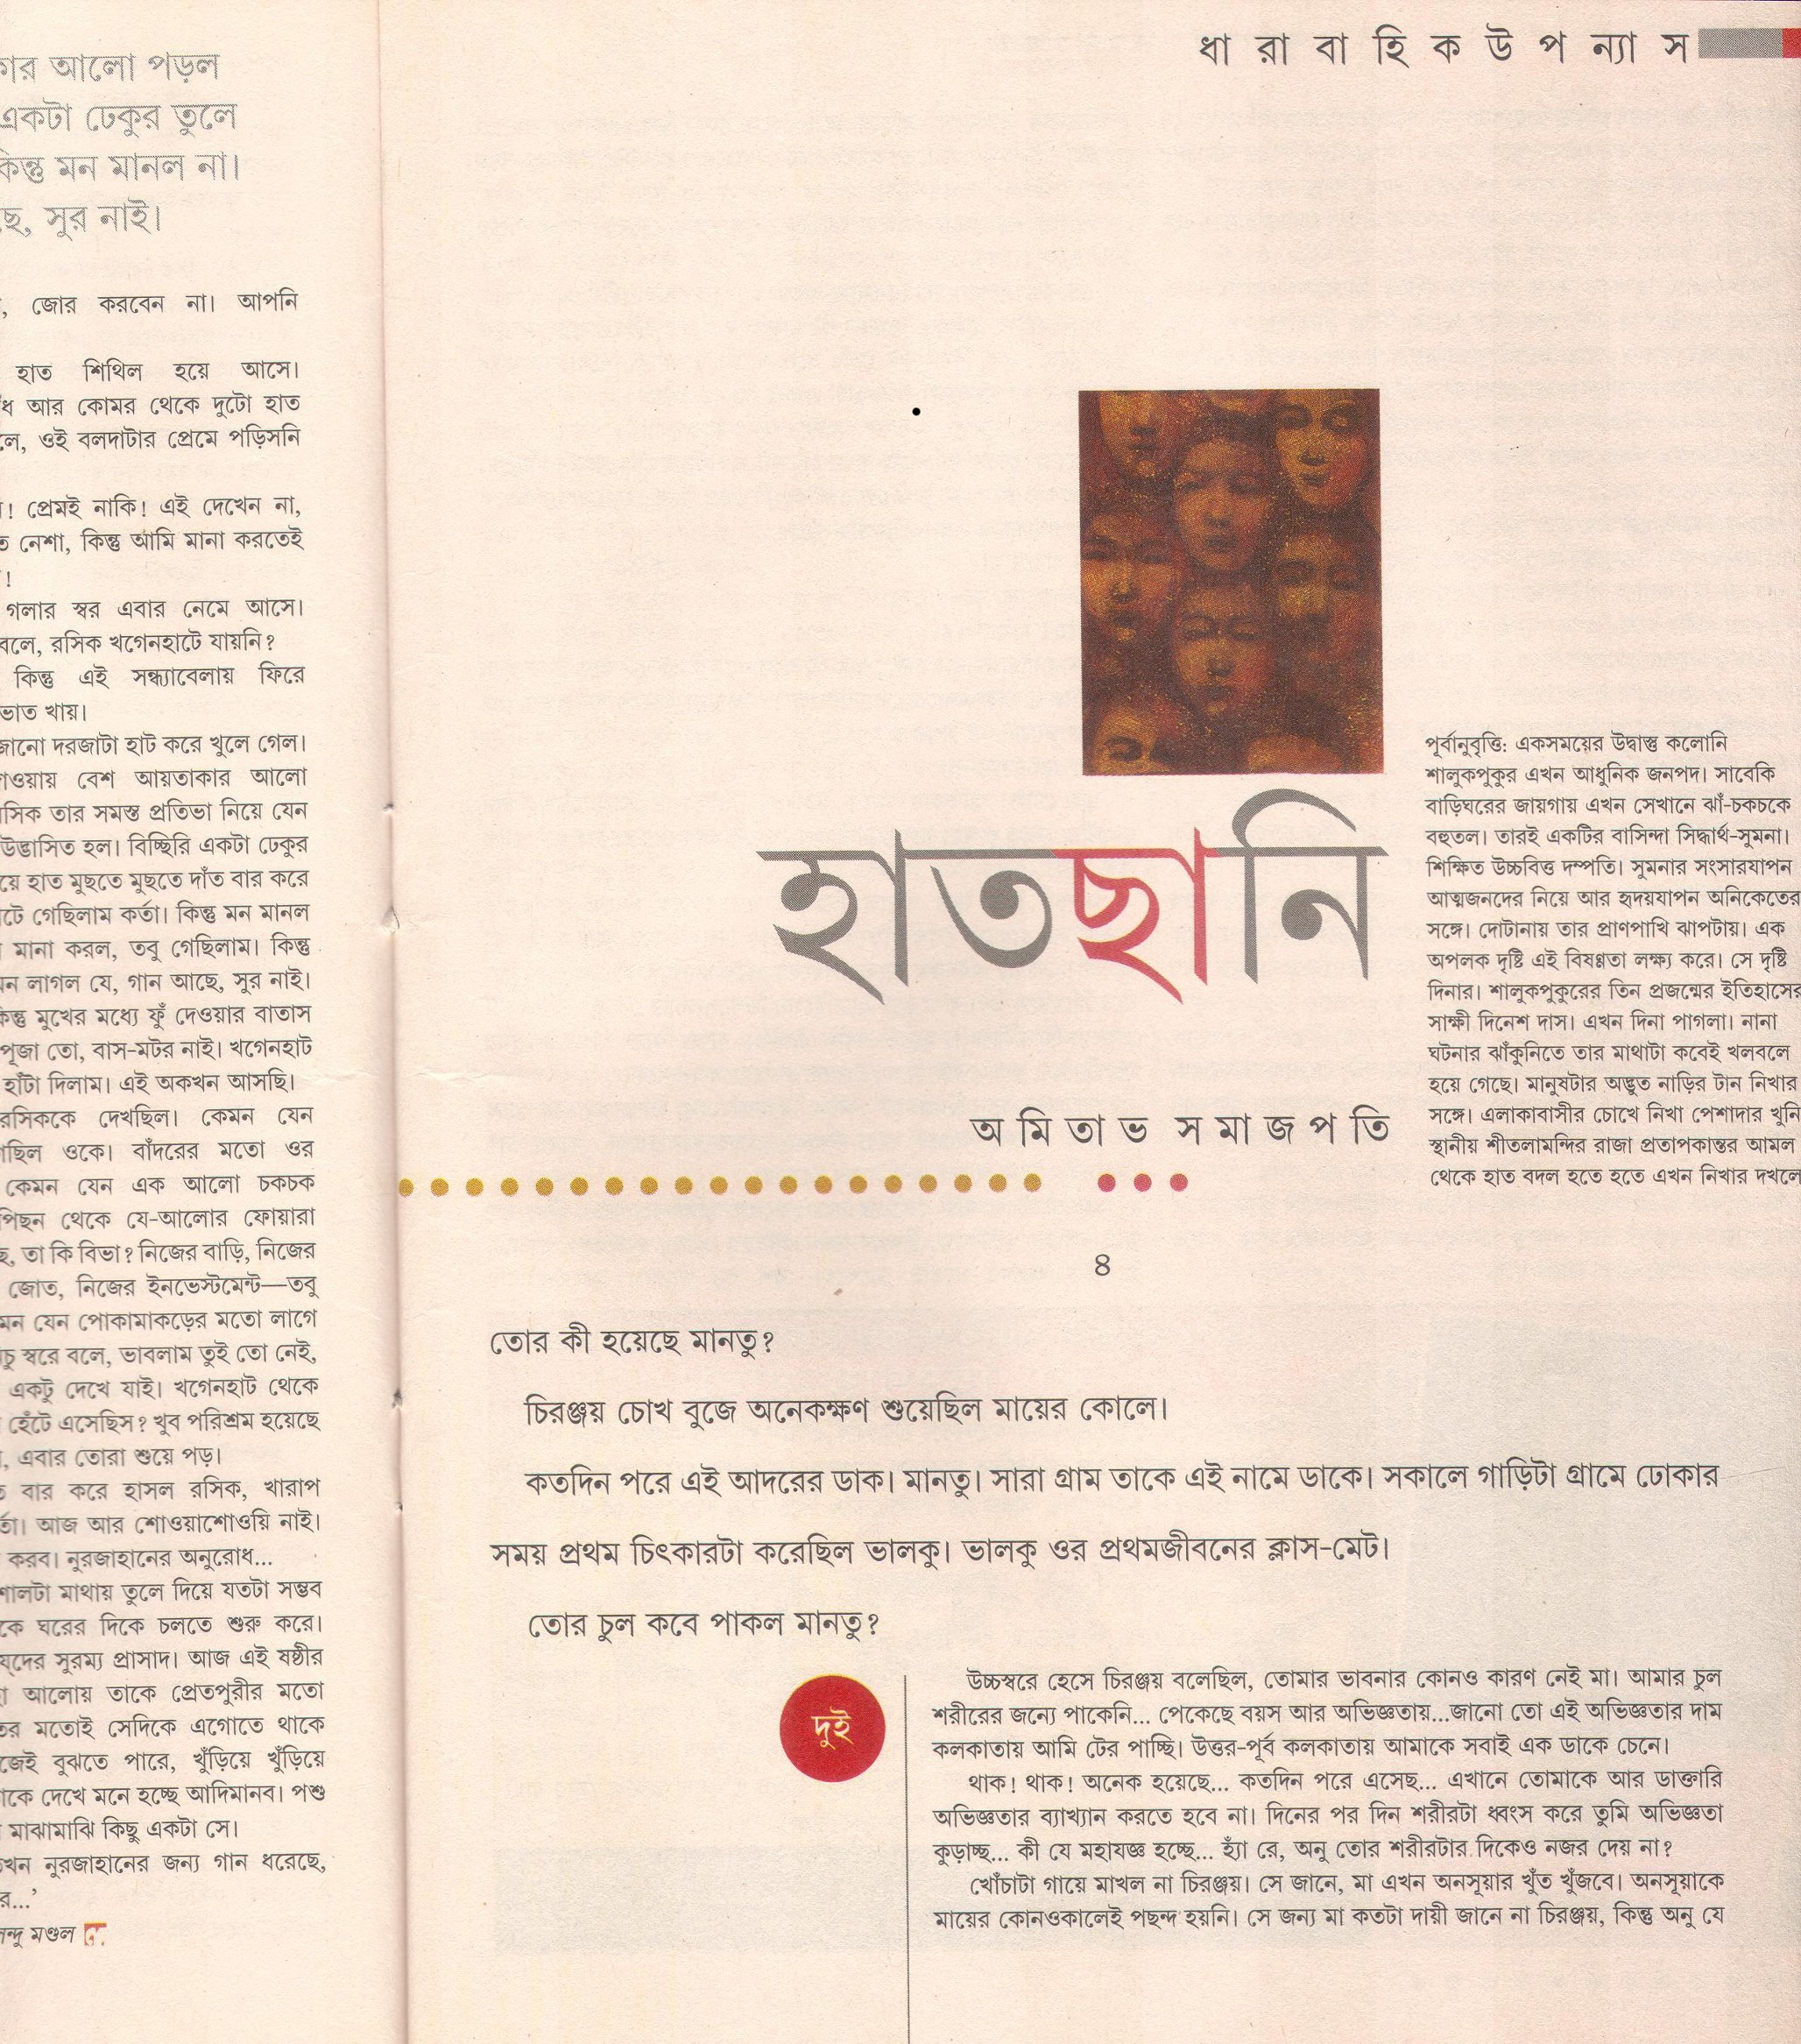 কার আলো পড়ল
একটা ঢেকুর তুলে
কিন্তু মন মানল না।
ছে, সুর নাই।
, জোর করবেন না। আপনি
হাত শিথিল হয়ে আসে।
আর কোমর থেকে দুটো হাত
লে, ওই বলদাটার প্রেমে পড়িসনি
! প্রেমই নাকি! এই দেখেন না,
ত নেশা, কিন্তু আমি মানা করতেই
!
গলার স্বর এবার নেমে আসে।
বলে, রসিক খগেনহাটে যায়নি?
কিন্তু এই সন্ধ্যাবেলায় ফিরে
ভাত খায়।
জানো দরজাটা হাট করে খুলে গেল।
াওয়ায় বেশ আয়তাকার আলো
সিক তার সমস্ত প্রতিভা নিয়ে যেন
উদ্ভাসিত হল। বিচ্ছিরি একটা ঢেকুর
য়ে হাত মুছতে মুছতে দাঁত বার করে
টে গেছিলাম কর্তা। কিন্তু মন মানল
মানা করল, তবু গেছিলাম। কিন্তু
মন লাগল যে, গান আছে, সুর নাই।
কিন্তু মুখের মধ্যে ফুঁ দেওয়ার বাতাস
পূজা তো, বাস-মটর নাই। খগেনহাট
হাঁটা দিলাম। এই অকখন আসছি।
রসিককে দেখছিল। কেমন যেন
াছিল ওকে। বাঁদরের মতো ওর
কেমন যেন এক আলো চকচক
পিছন থেকে যে-আলোর ফোয়ারা
ছ, তা কি বিভা? নিজের বাড়ি, নিজের
জোত, নিজের ইনভেস্টমেন্ট—তবু
মন যেন পোকামাকড়ের মতো লাগে
চু স্বরে বলে, ভাবলাম তুই তো নেই,
একটু দেখে যাই। খগেনহাট থেকে
হেঁটে এসেছিস? খুব পরিশ্রম হয়েছে
, এবার তোরা শুয়ে পড়।
ত বার করে হাসল রসিক, খারাপ
র্তা। আজ আর শোওয়াশোওয়ি নাই।
করব। নুরজাহানের অনুরোধ...
শালটা মাথায় তুলে দিয়ে যতটা সম্ভব
কে ঘরের দিকে চলতে শুরু করে।
ষদের সুরম্য প্রাসাদ। আজ এই ষষ্ঠীর
আলোয় তাকে প্রেতপুরীর মতো
তর মতোই সেদিকে এগোতে থাকে
জেই বুঝতে পারে, খুঁড়িয়ে খুঁড়িয়ে
াকে দেখে মনে হচ্ছে আদিমানব। পশু
মাঝামাঝি কিছু একটা সে।
খন নুরজাহানের জন্য গান ধরেছে,
র...’
ন্দু মণ্ডল
ধা রা বা হি ক উ প ন্যা স
হাতছানি
অমিতাভ সমাজপতি
পূর্বানুবৃত্তি: একসময়ের উদ্বাস্তু কলোনি
শালুকপুকুর এখন আধুনিক জনপদ। সাবেকি
বাড়িঘরের জায়গায় এখন সেখানে ঝাঁ-চকচকে
বহুতল। তারই একটির বাসিন্দা সিদ্ধার্থ-সুমনা।
শিক্ষিত উচ্চবিত্ত দম্পতি। সুমনার সংসারযাপন
আত্মজনদের নিয়ে আর হৃদয়যাপন অনিকেতের
সঙ্গে। দোটানায় তার প্রাণপাখি ঝাপটায়। এক
অপলক দৃষ্টি এই বিষণ্ণতা লক্ষ্য করে। সে দৃষ্টি
দিনার। শালুকপুকুরের তিন প্রজন্মের ইতিহাসের
সাক্ষী দিনেশ দাস। এখন দিনা পাগলা। নানা
ঘটনার ঝাঁকুনিতে তার মাথাটা কবেই খলবলে
হয়ে গেছে। মানুষটার অদ্ভুত নাড়ির টান নিখার
সঙ্গে। এলাকাবাসীর চোখে নিখা পেশাদার খুনি
স্থানীয় শীতলামন্দির রাজা প্রতাপকান্তর আমল
থেকে হাত বদল হতে হতে এখন নিখার দখলে
৪
তোর কী হয়েছে মানতু?
চিরঞ্জয় চোখ বুজে অনেকক্ষণ শুয়েছিল মায়ের কোলে।
কতদিন পরে এই আদরের ডাক। মানতু। সারা গ্রাম তাকে এই নামে ডাকে। সকালে গাড়িটা গ্রামে ঢোকার
সময় প্রথম চিৎকারটা করেছিল ভালকু। ভালকু ওর প্রথমজীবনের ক্লাস-মেট।
তোর চুল কবে পাকল মানতু?
দুই
উচ্চস্বরে হেসে চিরঞ্জয় বলেছিল, তোমার ভাবনার কোনও কারণ নেই মা। আমার চুল
শরীরের জন্যে পাকেনি... পেকেছে বয়স আর অভিজ্ঞতায়...জানো তো এই অভিজ্ঞতার দাম
কলকাতায় আমি টের পাচ্ছি। উত্তর-পূর্ব কলকাতায় আমাকে সবাই এক ডাকে চেনে।
থাক! থাক! অনেক হয়েছে... কতদিন পরে এসেছ... এখানে তোমাকে আর ডাক্তারি
অভিজ্ঞতার ব্যাখ্যান করতে হবে না। দিনের পর দিন শরীরটা ধ্বংস করে তুমি অভিজ্ঞতা
কুড়াচ্ছ... কী যে মহাযজ্ঞ হচ্ছে... হ্যাঁ রে, অনু তোর শরীরটার দিকেও নজর দেয় না?
খোঁচাটা গায়ে মাখল না চিরঞ্জয়। সে জানে, মা এখন অনসূয়ার খুঁত খুঁজবে। অনসূয়াকে
মায়ের কোনওকালেই পছন্দ হয়নি। সে জন্য মা কতটা দায়ী জানে না চিরঞ্জয়, কিন্তু অনু যে